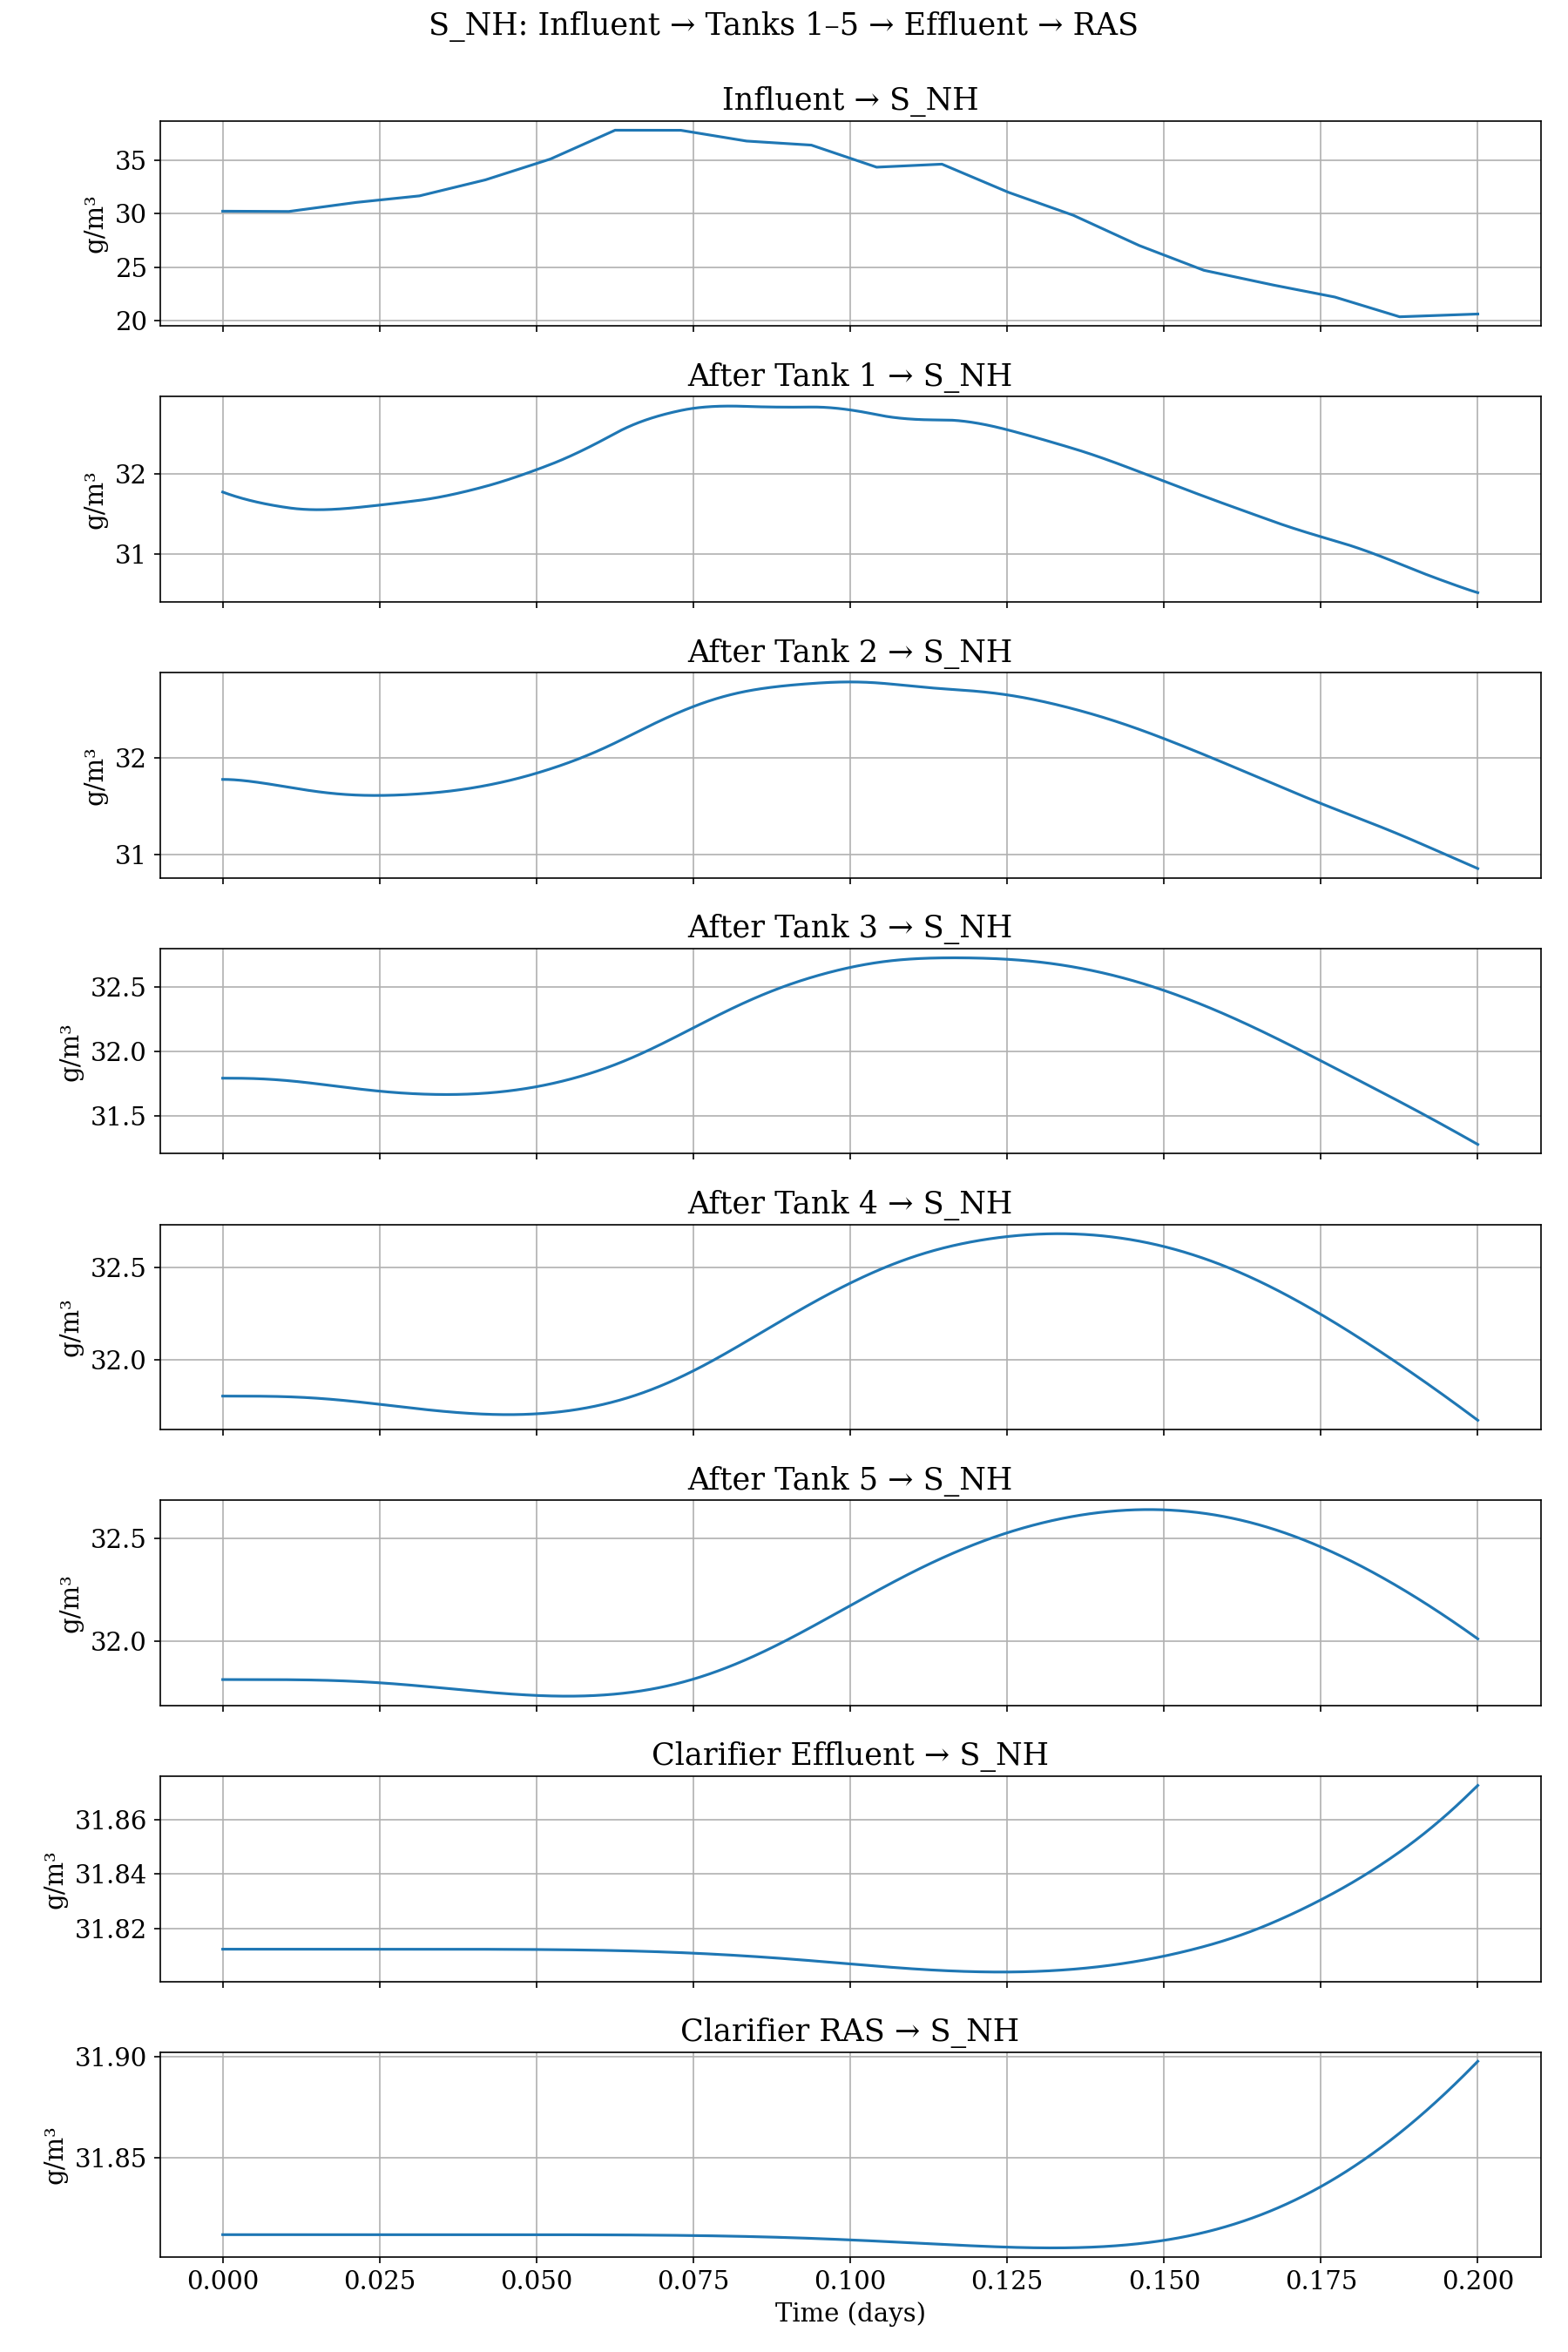 S_NH: Influent → Tanks 1–5 → Effluent → RAS
Influent → S_NH
35
30
25
20
g/m³
After Tank 1 → S_NH
32
31
g/m³
After Tank 2 → S_NH
32
31
g/m³
After Tank 3 → S_NH
32.5
32.0
31.5
g/m³
After Tank 4 → S_NH
32.5
32.0
g/m³
After Tank 5 → S_NH
32.5
32.0
g/m³
Clarifier Effluent → S_NH
31.86
31.84
31.82
g/m³
Clarifier RAS → S_NH
31.90
31.85
g/m³
0.000 0.025 0.050 0.075 0.100 0.125 0.150 0.175 0.200
Time (days)